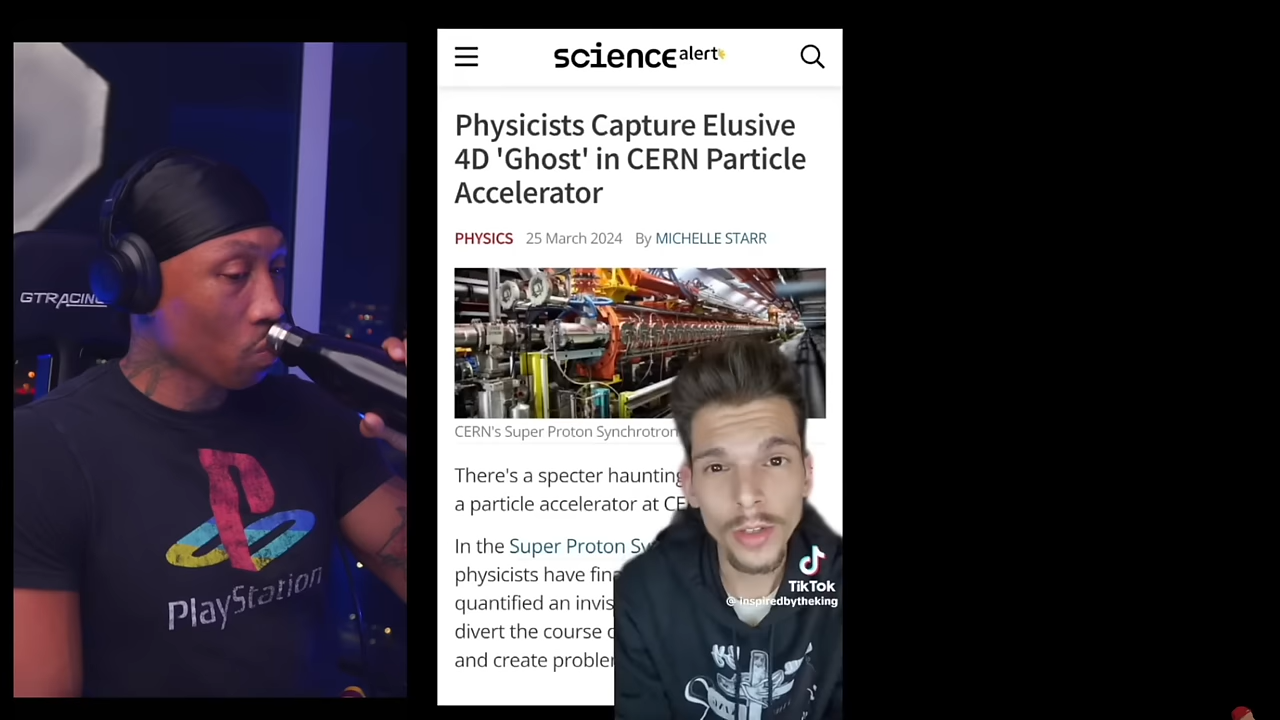 GTRACING
PlayStation
science alert
Physicists Capture Elusive
4D 'Ghost' in CERN Particle
Accelerator
PHYSICS 25 March 2024 By MICHELLE STARR
CERN's Super Proton Synchrotron
There's a specter haunting
a particle accelerator at CE
In the Super Proton Sy
physicists have fina
quantified an invis
divert the course o
and create probler
TikTok
@ inspiredbytheking